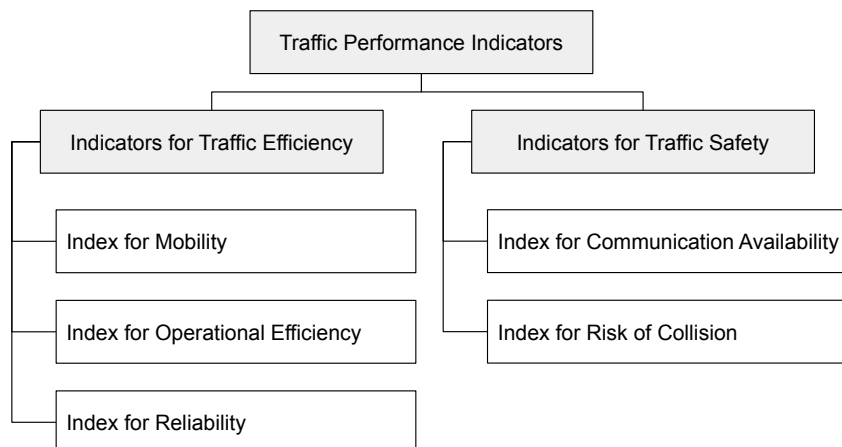 Traffic Performance Indicators
Indicators for Traffic Efficiency
Indicators for Traffic Safety
Index for Mobility
Index for Communication Availability
Index for Operational Efficiency
Index for Risk of Collision
Index for Reliability